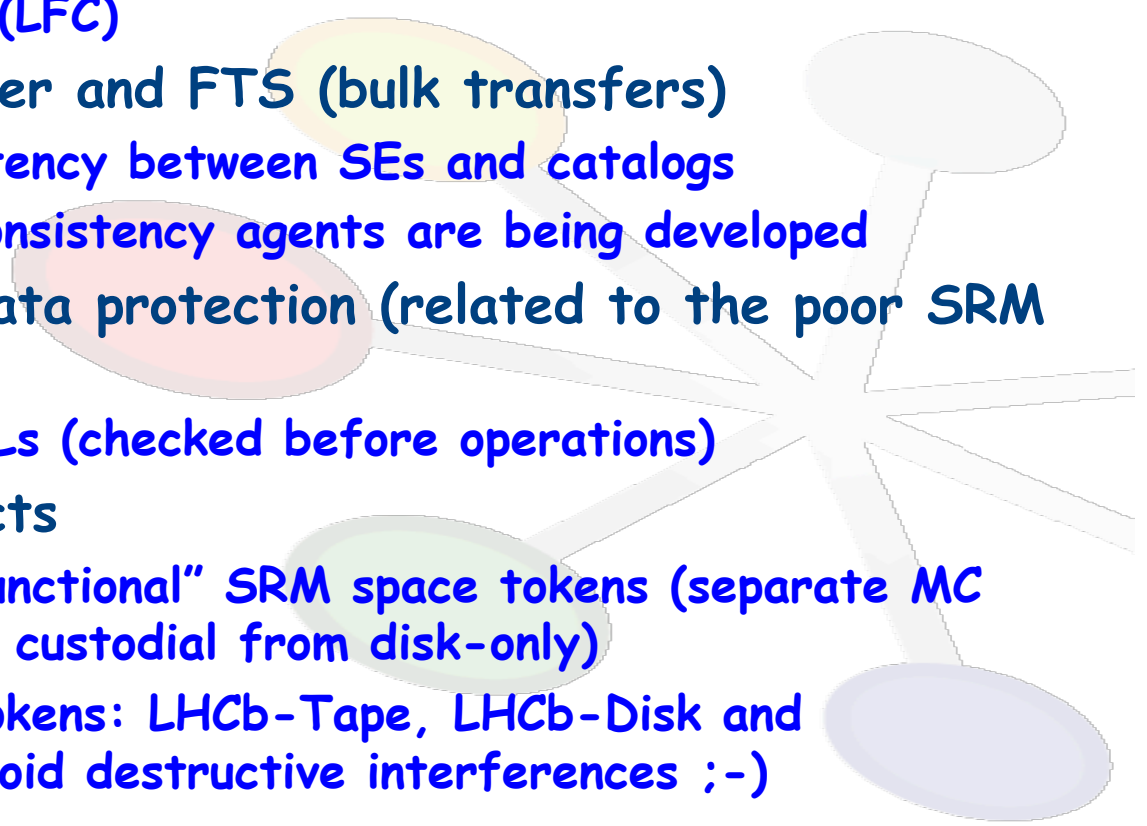 (LFC)
er and FTS (bulk transfers)
tency between SEs and catalogs
onsistency agents are being developed
ata protection (related to the poor SRM
Ls (checked before operations)
cts
unctional” SRM space tokens (separate MC
custodial from disk-only)
okens: LHCb-Tape, LHCb-Disk and
oid destructive interferences ;-)